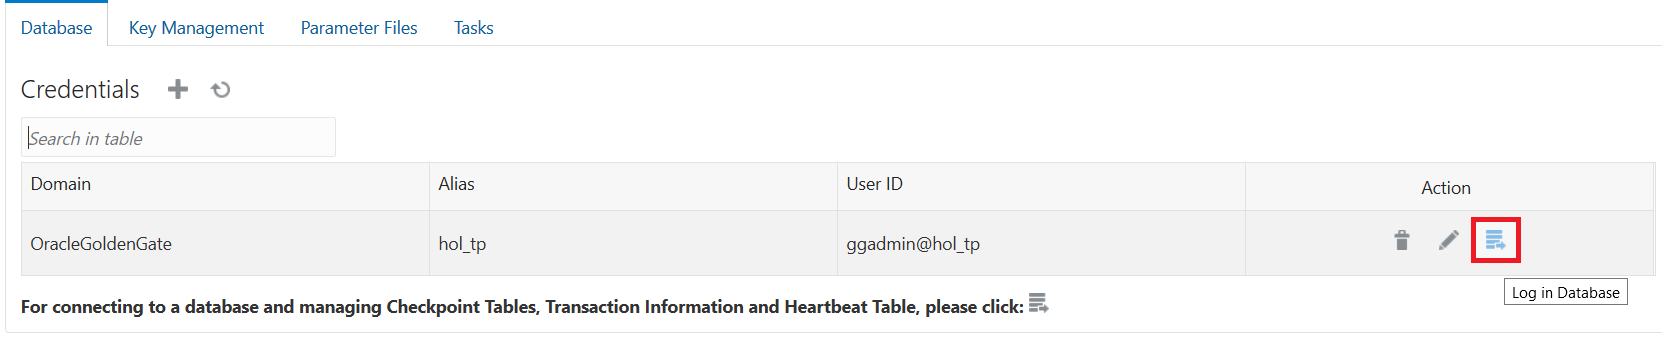 Database Key Management Parameter Files Tasks
Credentials
Search in table
Domain Alias User ID Action
OracleGoldenGate hol_tp ggadmin@hol_tp
Log in Database
For connecting to a database and managing Checkpoint Tables, Transaction Information and Heartbeat Table, please click: